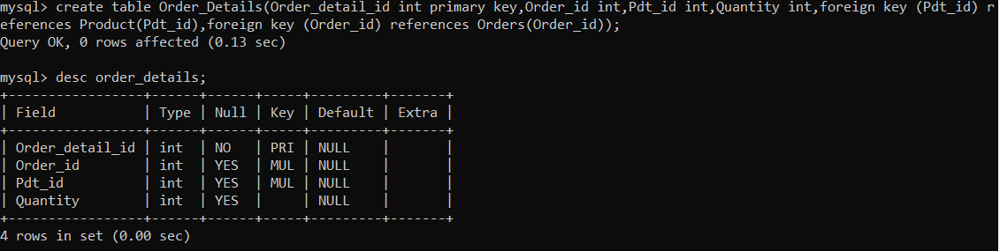 mysql> create table Order_Details(Order_detail_id int primary key,Order_id int,Pdt_id int,Quantity int,foreign key (Pdt_id) r
eferences Product(Pdt_id),foreign key (Order_id) references Orders(Order_id));
Query OK, 0 rows affected (0.13 sec)

mysql> desc order_details;
+-----------------+------+------+-----+---------+-------+
| Field           | Type | Null | Key | Default | Extra |
+-----------------+------+------+-----+---------+-------+
| Order_detail_id | int  | NO   | PRI | NULL    |       |
| Order_id        | int  | YES  | MUL | NULL    |       |
| Pdt_id          | int  | YES  | MUL | NULL    |       |
| Quantity        | int  | YES  |     | NULL    |       |
+-----------------+------+------+-----+---------+-------+
4 rows in set (0.00 sec)